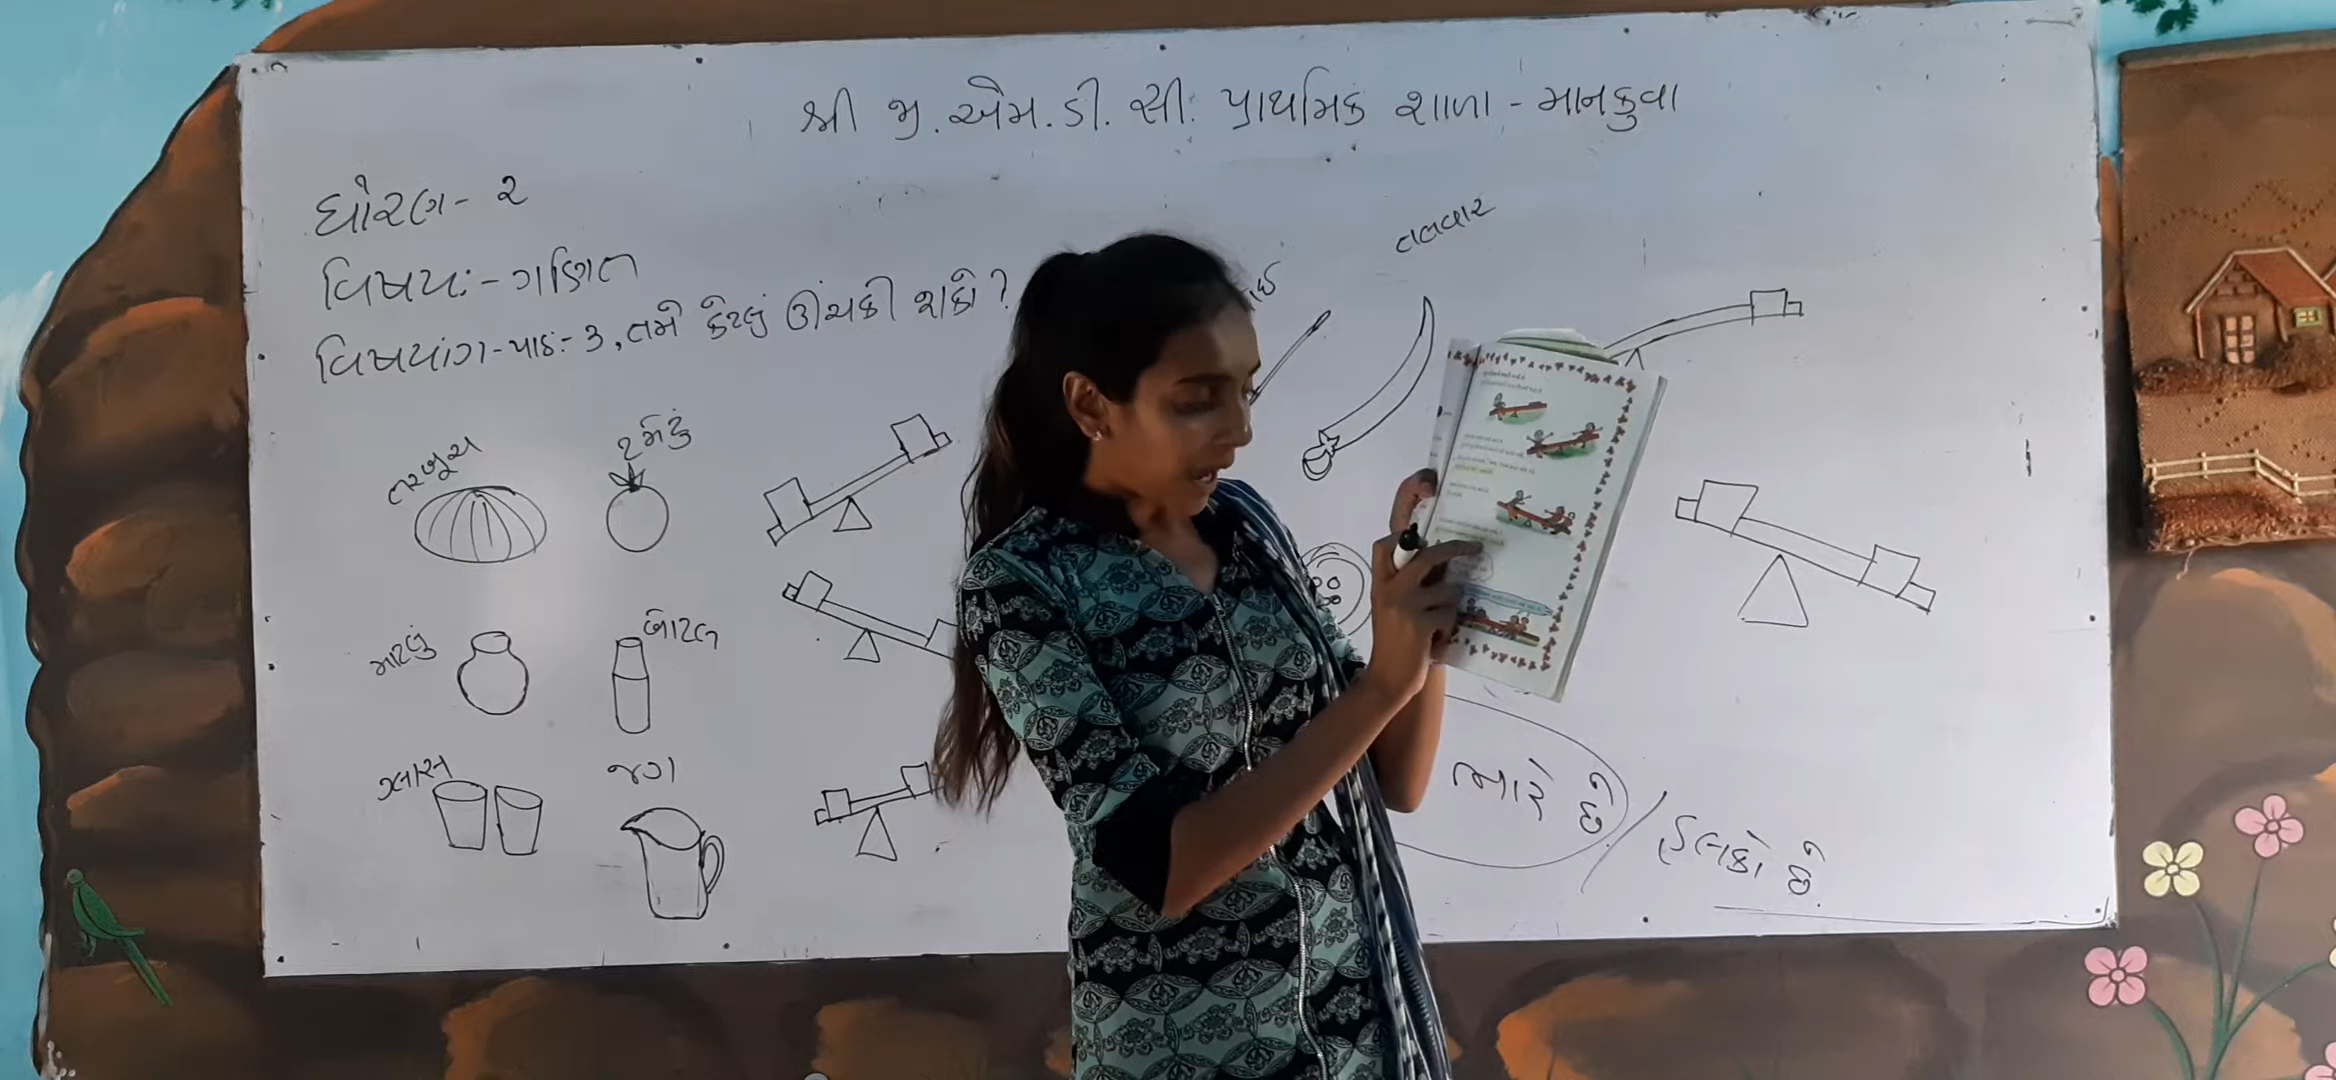 શ્રી જી. એમ. ડી. સી. પ્રાથમિક શાળા - માનકુવા
ધોરણ - ૨
વિષય :- ગણિત
વિષયાંગ - પાઠ :- ૩, તમે કેટલું ઊંચકી શકો ?
તલવાર
તરબૂચ
ટમેટું
માટલું
બોટલ
ગ્લાસ
જગ
ભારે છે / હલકો છે.